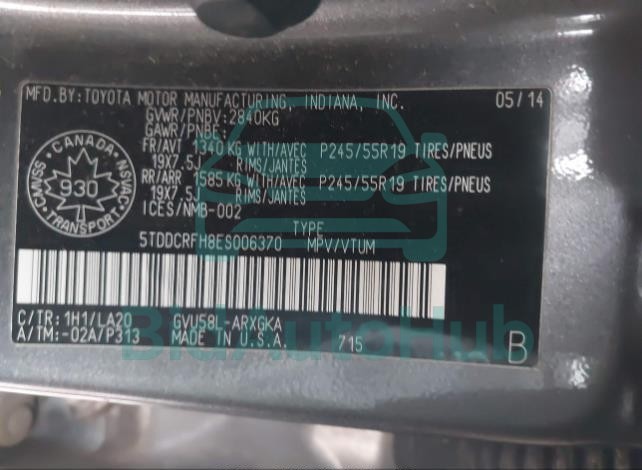 MFD.BY:TOYOTA MOTOR MANUFACTURING, INDIANA, INC. 05/14
GVWR/PNBV:2840KG
GAWR/PNBE:
FR/AVT 1340 KG WITH/AVEC P245/55R19 TIRES/PNEUS
19X7.5J RIMS/JANTES
RR/ARR 1585 KG WITH/AVEC P245/55R19 TIRES/PNEUS
19X7.5J RIMS/JANTES
ICES/NMB-002
CANADA
CMVSS NSVAC
930
TRANSPORT
TYPE
5TDDCRFH8ES006370 MPV/VTUM
C/TR:1H1/LA20 GVU58L-ARXGKA
A/TM:-02A/P313 MADE IN U.S.A. 715
B
BidAutoHub